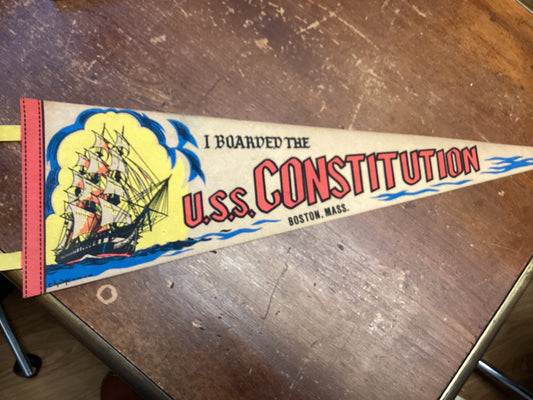 I BOARDED THE
U.S.S. CONSTITUTION
BOSTON, MASS.